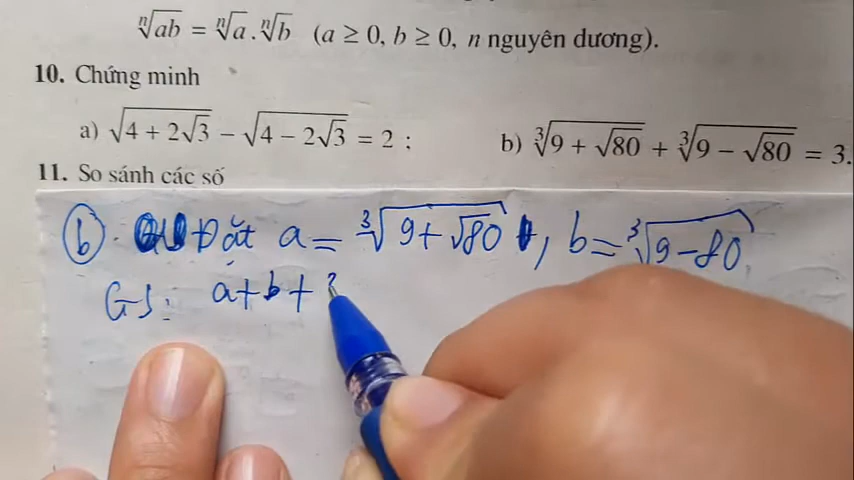 ⁿ√ab = ⁿ√a.ⁿ√b (a ≥ 0, b ≥ 0, n nguyên dương).
10. Chứng minh
a) √(4 + 2√3) − √(4 − 2√3) = 2 ; b) ∛(9 + √80) + ∛(9 − √80) = 3.
11. So sánh các số
b. Đặt a = ∛(9+√80), b = ∛(9−80)
GS: a+b+